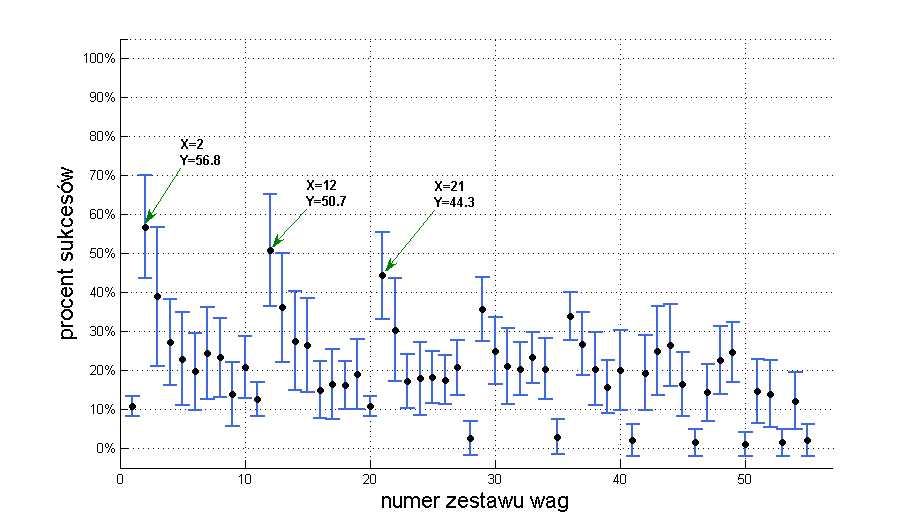 100%
90%
80%
70%
60%
50%
40%
30%
20%
10%
0%
procent sukcesów
X=2
Y=56.8
X=12
Y=50.7
X=21
Y=44.3
0 10 20 30 40 50
numer zestawu wag